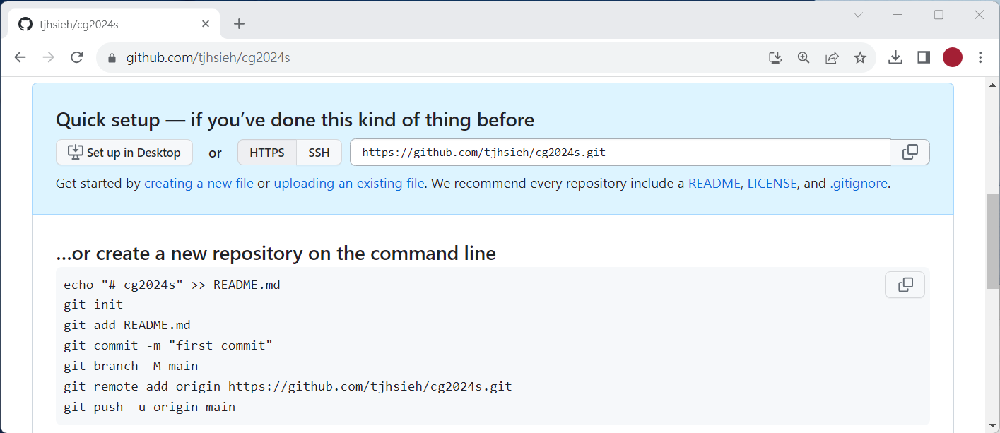 tjhsieh/cg2024s
github.com/tjhsieh/cg2024s
Quick setup — if you’ve done this kind of thing before
Set up in Desktop or HTTPS SSH https://github.com/tjhsieh/cg2024s.git
Get started by creating a new file or uploading an existing file. We recommend every repository include a README, LICENSE, and .gitignore.
…or create a new repository on the command line
echo "# cg2024s" >> README.md
git init
git add README.md
git commit -m "first commit"
git branch -M main
git remote add origin https://github.com/tjhsieh/cg2024s.git
git push -u origin main